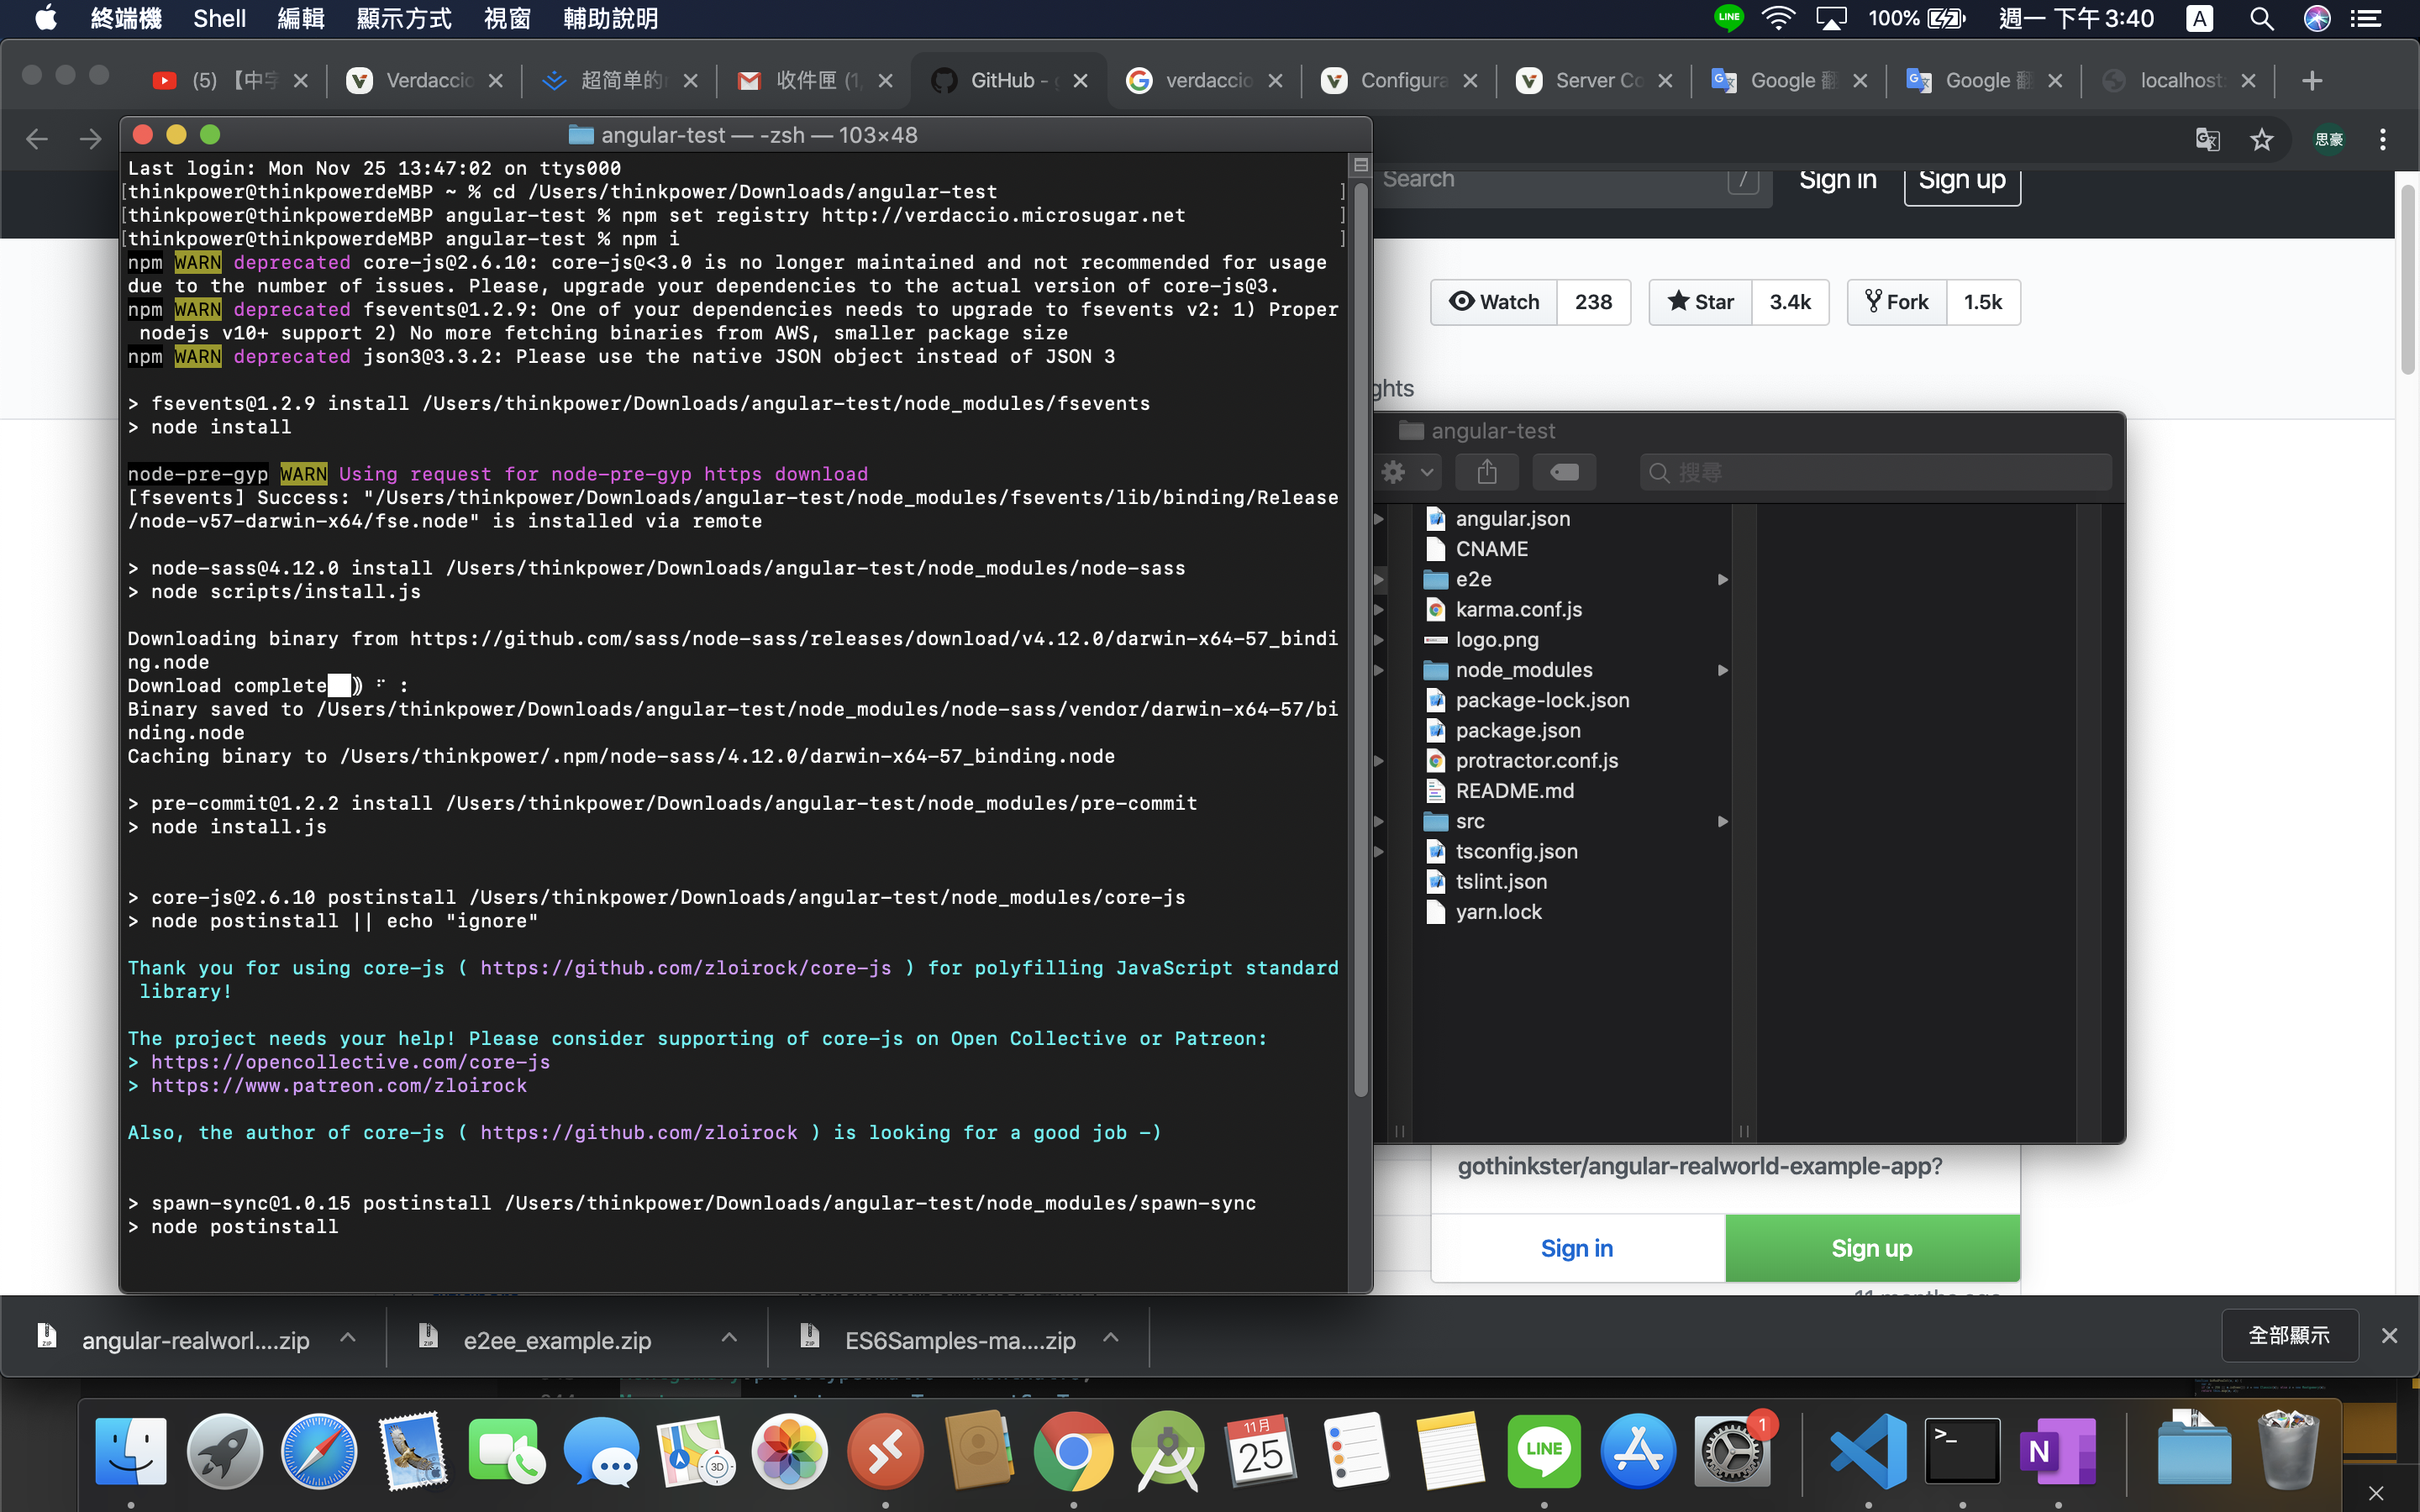 終端機 Shell 編輯 顯示方式 視窗 輔助說明 LINE 100% 週一 下午 3:40 A
(5) 【中字 Verdaccio 超简单的 收件匣 (1, GitHub - g verdaccio Configura Server Co Google 翻 Google 翻 localhost:
思豪
angular-test — -zsh — 103×48
Last login: Mon Nov 25 13:47:02 on ttys000
[thinkpower@thinkpowerdeMBP ~ % cd /Users/thinkpower/Downloads/angular-test ]
[thinkpower@thinkpowerdeMBP angular-test % npm set registry http://verdaccio.microsugar.net ]
[thinkpower@thinkpowerdeMBP angular-test % npm i ]
npm WARN deprecated core-js@2.6.10: core-js@<3.0 is no longer maintained and not recommended for usage
due to the number of issues. Please, upgrade your dependencies to the actual version of core-js@3.
npm WARN deprecated fsevents@1.2.9: One of your dependencies needs to upgrade to fsevents v2: 1) Proper
nodejs v10+ support 2) No more fetching binaries from AWS, smaller package size
npm WARN deprecated json3@3.3.2: Please use the native JSON object instead of JSON 3
> fsevents@1.2.9 install /Users/thinkpower/Downloads/angular-test/node_modules/fsevents
> node install
node-pre-gyp WARN Using request for node-pre-gyp https download
[fsevents] Success: "/Users/thinkpower/Downloads/angular-test/node_modules/fsevents/lib/binding/Release
/node-v57-darwin-x64/fse.node" is installed via remote
> node-sass@4.12.0 install /Users/thinkpower/Downloads/angular-test/node_modules/node-sass
> node scripts/install.js
Downloading binary from https://github.com/sass/node-sass/releases/download/v4.12.0/darwin-x64-57_bindi
ng.node
Download complete
Binary saved to /Users/thinkpower/Downloads/angular-test/node_modules/node-sass/vendor/darwin-x64-57/bi
nding.node
Caching binary to /Users/thinkpower/.npm/node-sass/4.12.0/darwin-x64-57_binding.node
> pre-commit@1.2.2 install /Users/thinkpower/Downloads/angular-test/node_modules/pre-commit
> node install.js
> core-js@2.6.10 postinstall /Users/thinkpower/Downloads/angular-test/node_modules/core-js
> node postinstall || echo "ignore"
Thank you for using core-js ( https://github.com/zloirock/core-js ) for polyfilling JavaScript standard
library!
The project needs your help! Please consider supporting of core-js on Open Collective or Patreon:
> https://opencollective.com/core-js
> https://www.patreon.com/zloirock
Also, the author of core-js ( https://github.com/zloirock ) is looking for a good job -)
> spawn-sync@1.0.15 postinstall /Users/thinkpower/Downloads/angular-test/node_modules/spawn-sync
> node postinstall
Search / Sign in Sign up
Watch 238 Star 3.4k Fork 1.5k
ghts
angular-test
搜尋
angular.json
CNAME
e2e
karma.conf.js
logo.png
node_modules
package-lock.json
package.json
protractor.conf.js
README.md
src
tsconfig.json
tslint.json
yarn.lock
gothinkster/angular-realworld-example-app?
Sign in Sign up
11 months ago
angular-realworl....zip e2ee_example.zip ES6Samples-ma....zip 全部顯示
3D 11月 25 LINE 1 >_ N